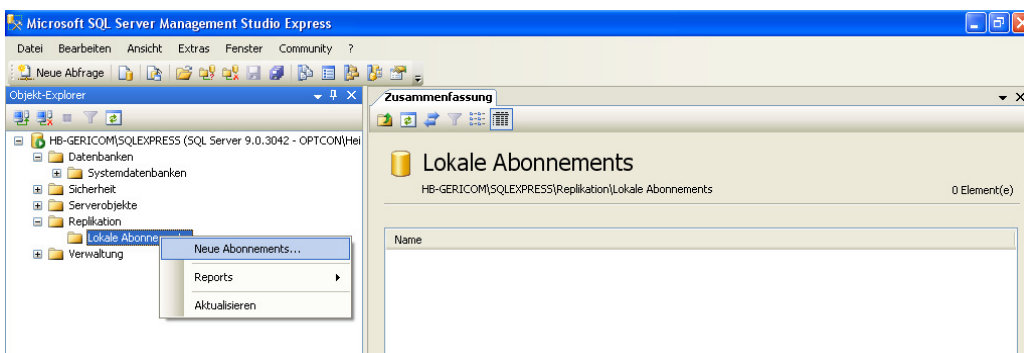 Microsoft SQL Server Management Studio Express
Datei Bearbeiten Ansicht Extras Fenster Community ?
Neue Abfrage
Objekt-Explorer
HB-GERICOM\SQLEXPRESS (SQL Server 9.0.3042 - OPTCON\Hei
Datenbanken
Systemdatenbanken
Sicherheit
Serverobjekte
Replikation
Lokale Abonne
Verwaltung
Neue Abonnements...
Reports
Aktualisieren
Zusammenfassung
Lokale Abonnements
HB-GERICOM\SQLEXPRESS\Replikation\Lokale Abonnements 0 Element(e)
Name